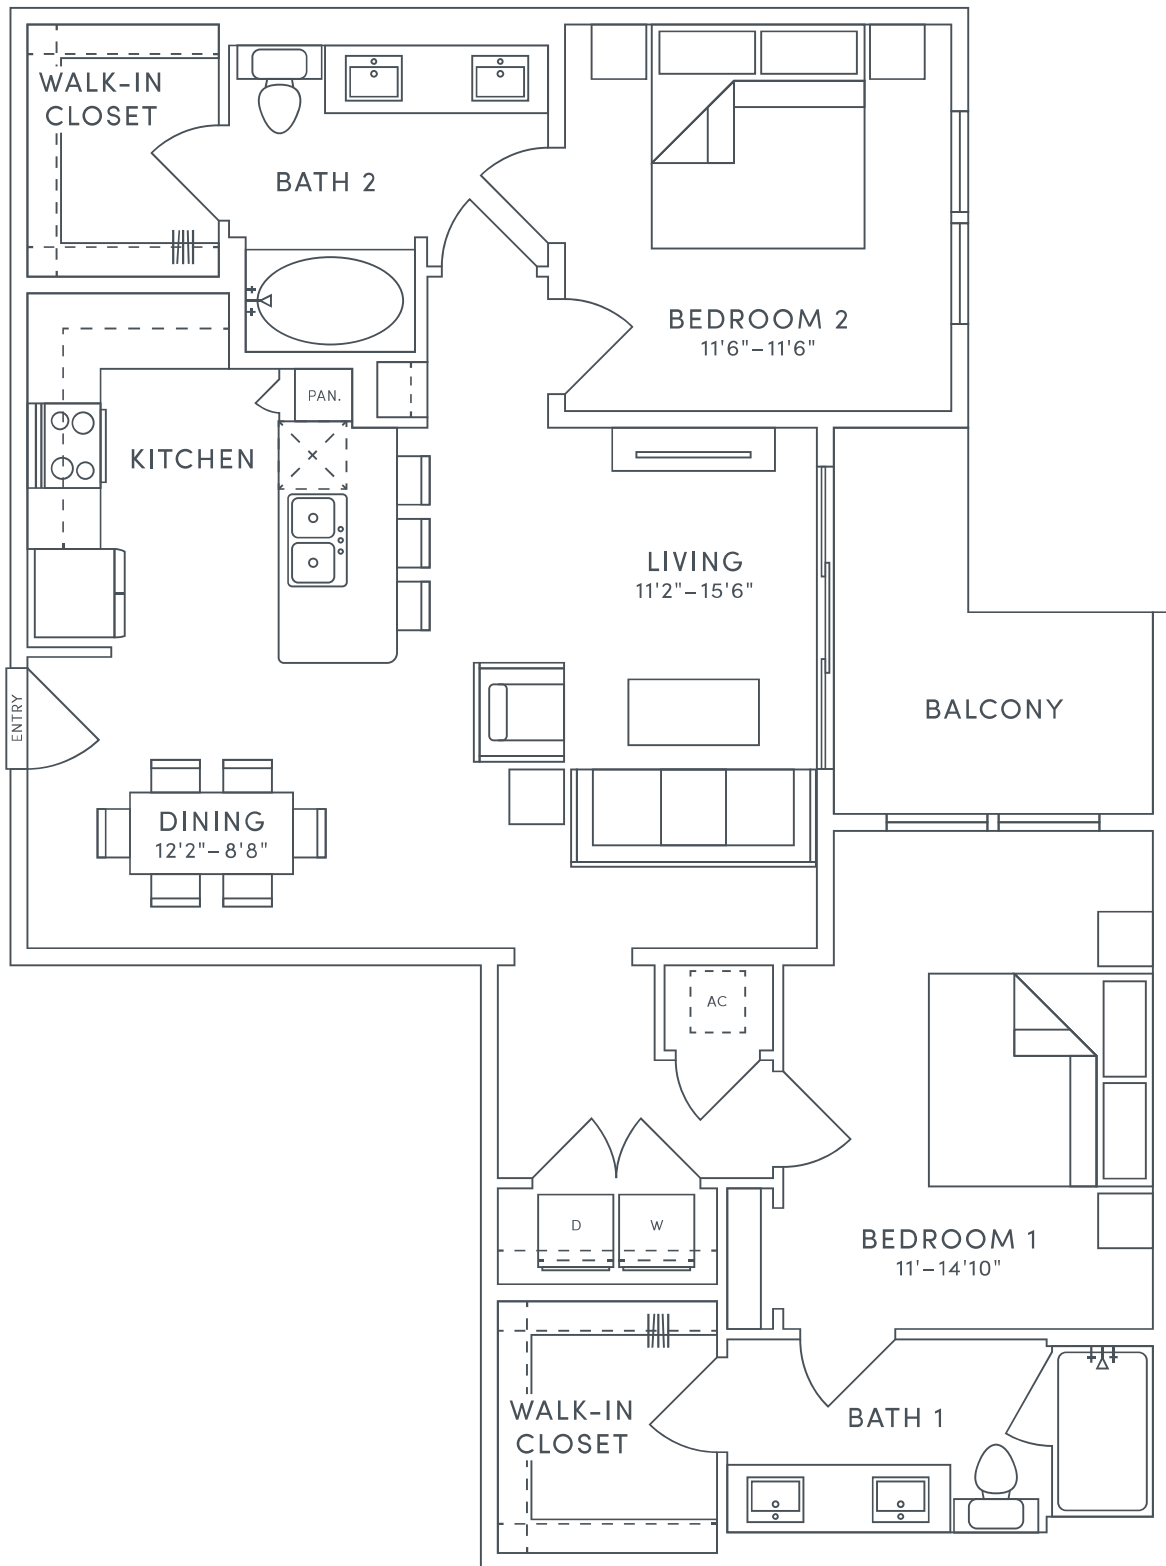 WALK-IN
CLOSET
BATH 2
BEDROOM 2
11'6"–11'6"
PAN.
KITCHEN
LIVING
11'2"–15'6"
ENTRY
BALCONY
DINING
12'2"–8'8"
AC
D
W
BEDROOM 1
11'–14'10"
WALK-IN
CLOSET
BATH 1